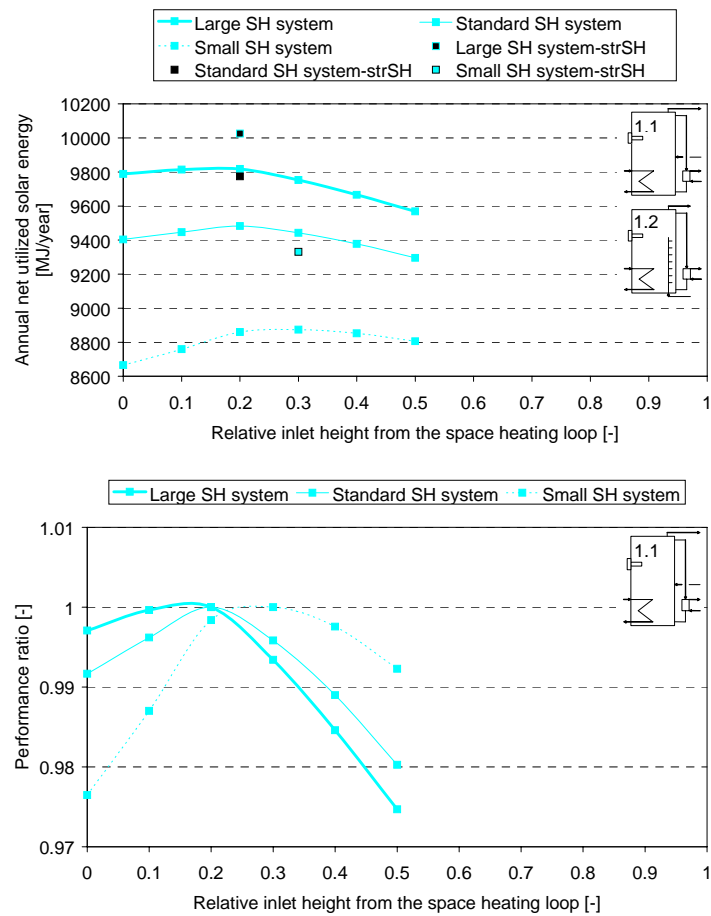 Large SH system
Standard SH system
Small SH system
Large SH system-strSH
Standard SH system-strSH
Small SH system-strSH
Annual net utilized solar energy
[MJ/year]
10200
10000
9800
9600
9400
9200
9000
8800
8600
1.1
1.2
0 0.1 0.2 0.3 0.4 0.5 0.6 0.7 0.8 0.9 1
Relative inlet height from the space heating loop [-]
Large SH system
Standard SH system
Small SH system
Performance ratio [-]
1.01
1
0.99
0.98
0.97
1.1
0 0.1 0.2 0.3 0.4 0.5 0.6 0.7 0.8 0.9 1
Relative inlet height from the space heating loop [-]